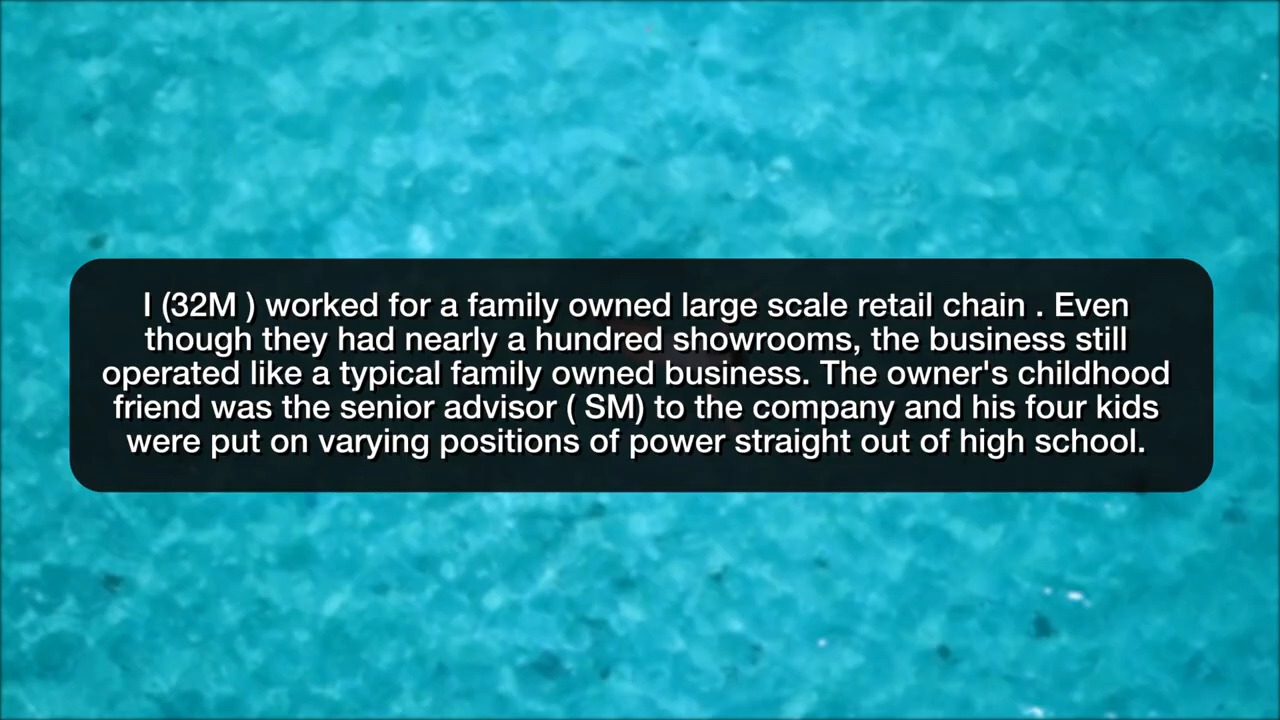 I (32M ) worked for a family owned large scale retail chain . Even
though they had nearly a hundred showrooms, the business still
operated like a typical family owned business. The owner's childhood
friend was the senior advisor ( SM) to the company and his four kids
were put on varying positions of power straight out of high school.